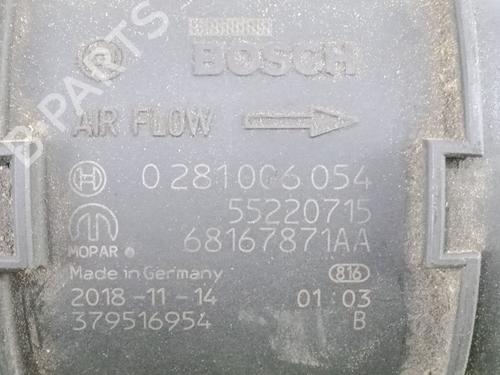 BOSCH
AIR FLOW
0 281 006 054
55220715
MOPAR
68167871AA
Made in Germany
816
2018-11-14
01:03
379516954
B
B-PARTS